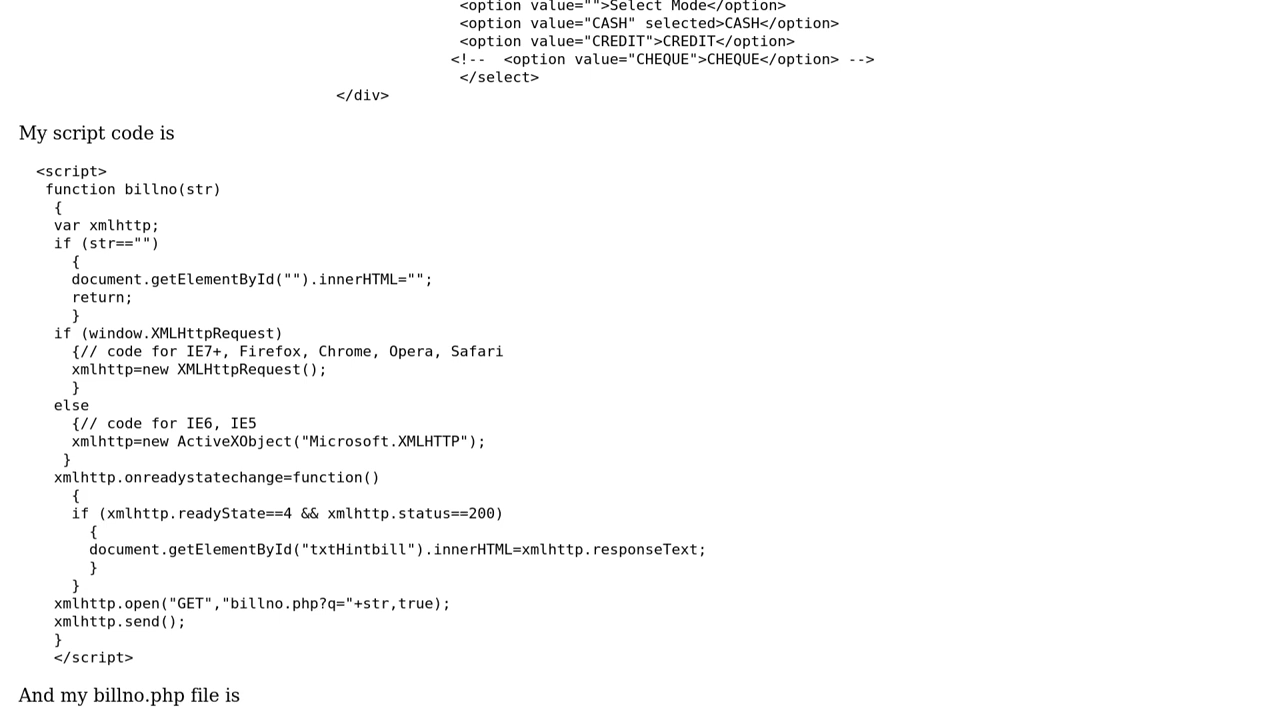 <option value="">Select Mode</option>
<option value="CASH" selected>CASH</option>
<option value="CREDIT">CREDIT</option>
<!--  <option value="CHEQUE">CHEQUE</option> -->
</select>
</div>
My script code is
<script>
function billno(str)
{
var xmlhttp;
if (str=="")
{
document.getElementById("").innerHTML="";
return;
}
if (window.XMLHttpRequest)
{// code for IE7+, Firefox, Chrome, Opera, Safari
xmlhttp=new XMLHttpRequest();
}
else
{// code for IE6, IE5
xmlhttp=new ActiveXObject("Microsoft.XMLHTTP");
}
xmlhttp.onreadystatechange=function()
{
if (xmlhttp.readyState==4 && xmlhttp.status==200)
{
document.getElementById("txtHintbill").innerHTML=xmlhttp.responseText;
}
}
xmlhttp.open("GET","billno.php?q="+str,true);
xmlhttp.send();
}
</script>
And my billno.php file is